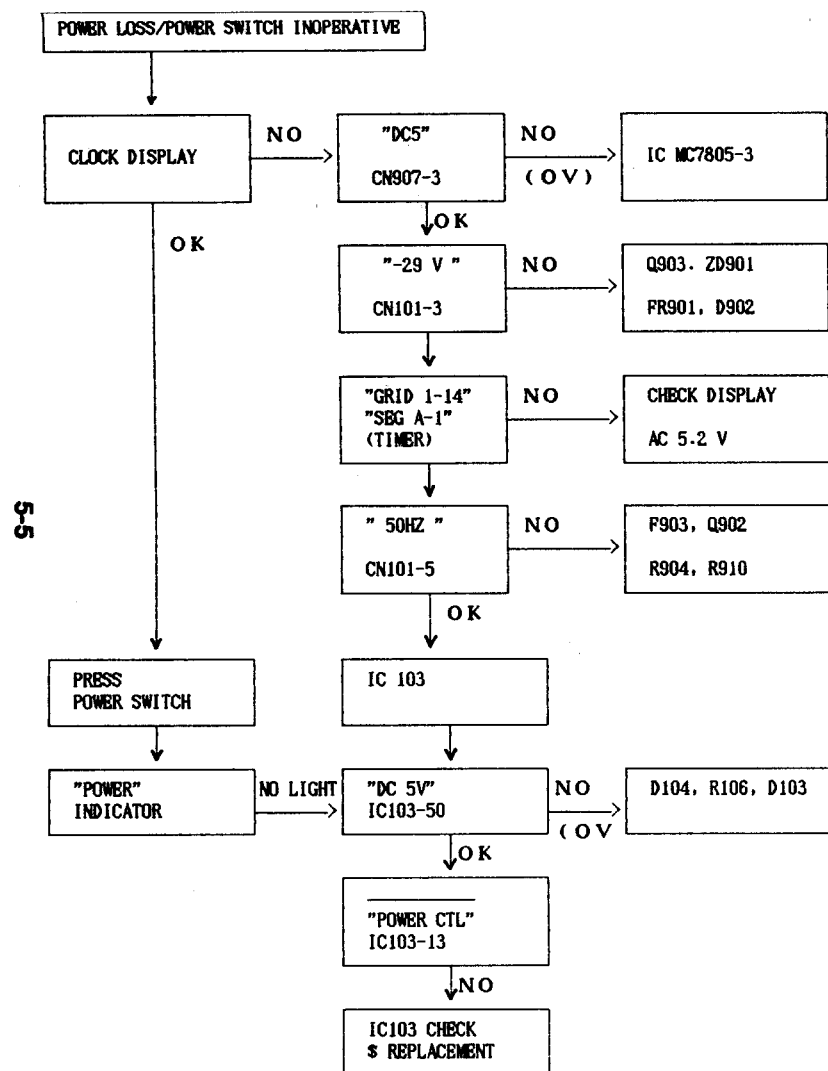 POWER LOSS/POWER SWITCH INOPERATIVE
CLOCK DISPLAY
NO
"DC5"
CN907-3
NO
(OV)
IC MC7805-3
OK
OK
"-29 V "
CN101-3
NO
Q903. ZD901
FR901, D902
"GRID 1-14"
"SEG A-1"
(TIMER)
NO
CHECK DISPLAY
AC 5.2 V
" 50HZ "
CN101-5
NO
F903, Q902
R904, R910
OK
5-5
PRESS
POWER SWITCH
IC 103
"POWER"
INDICATOR
NO LIGHT
"DC 5V"
IC103-50
NO
(OV
D104, R106, D103
OK
"POWER CTL"
IC103-13
NO
IC103 CHECK
$ REPLACEMENT